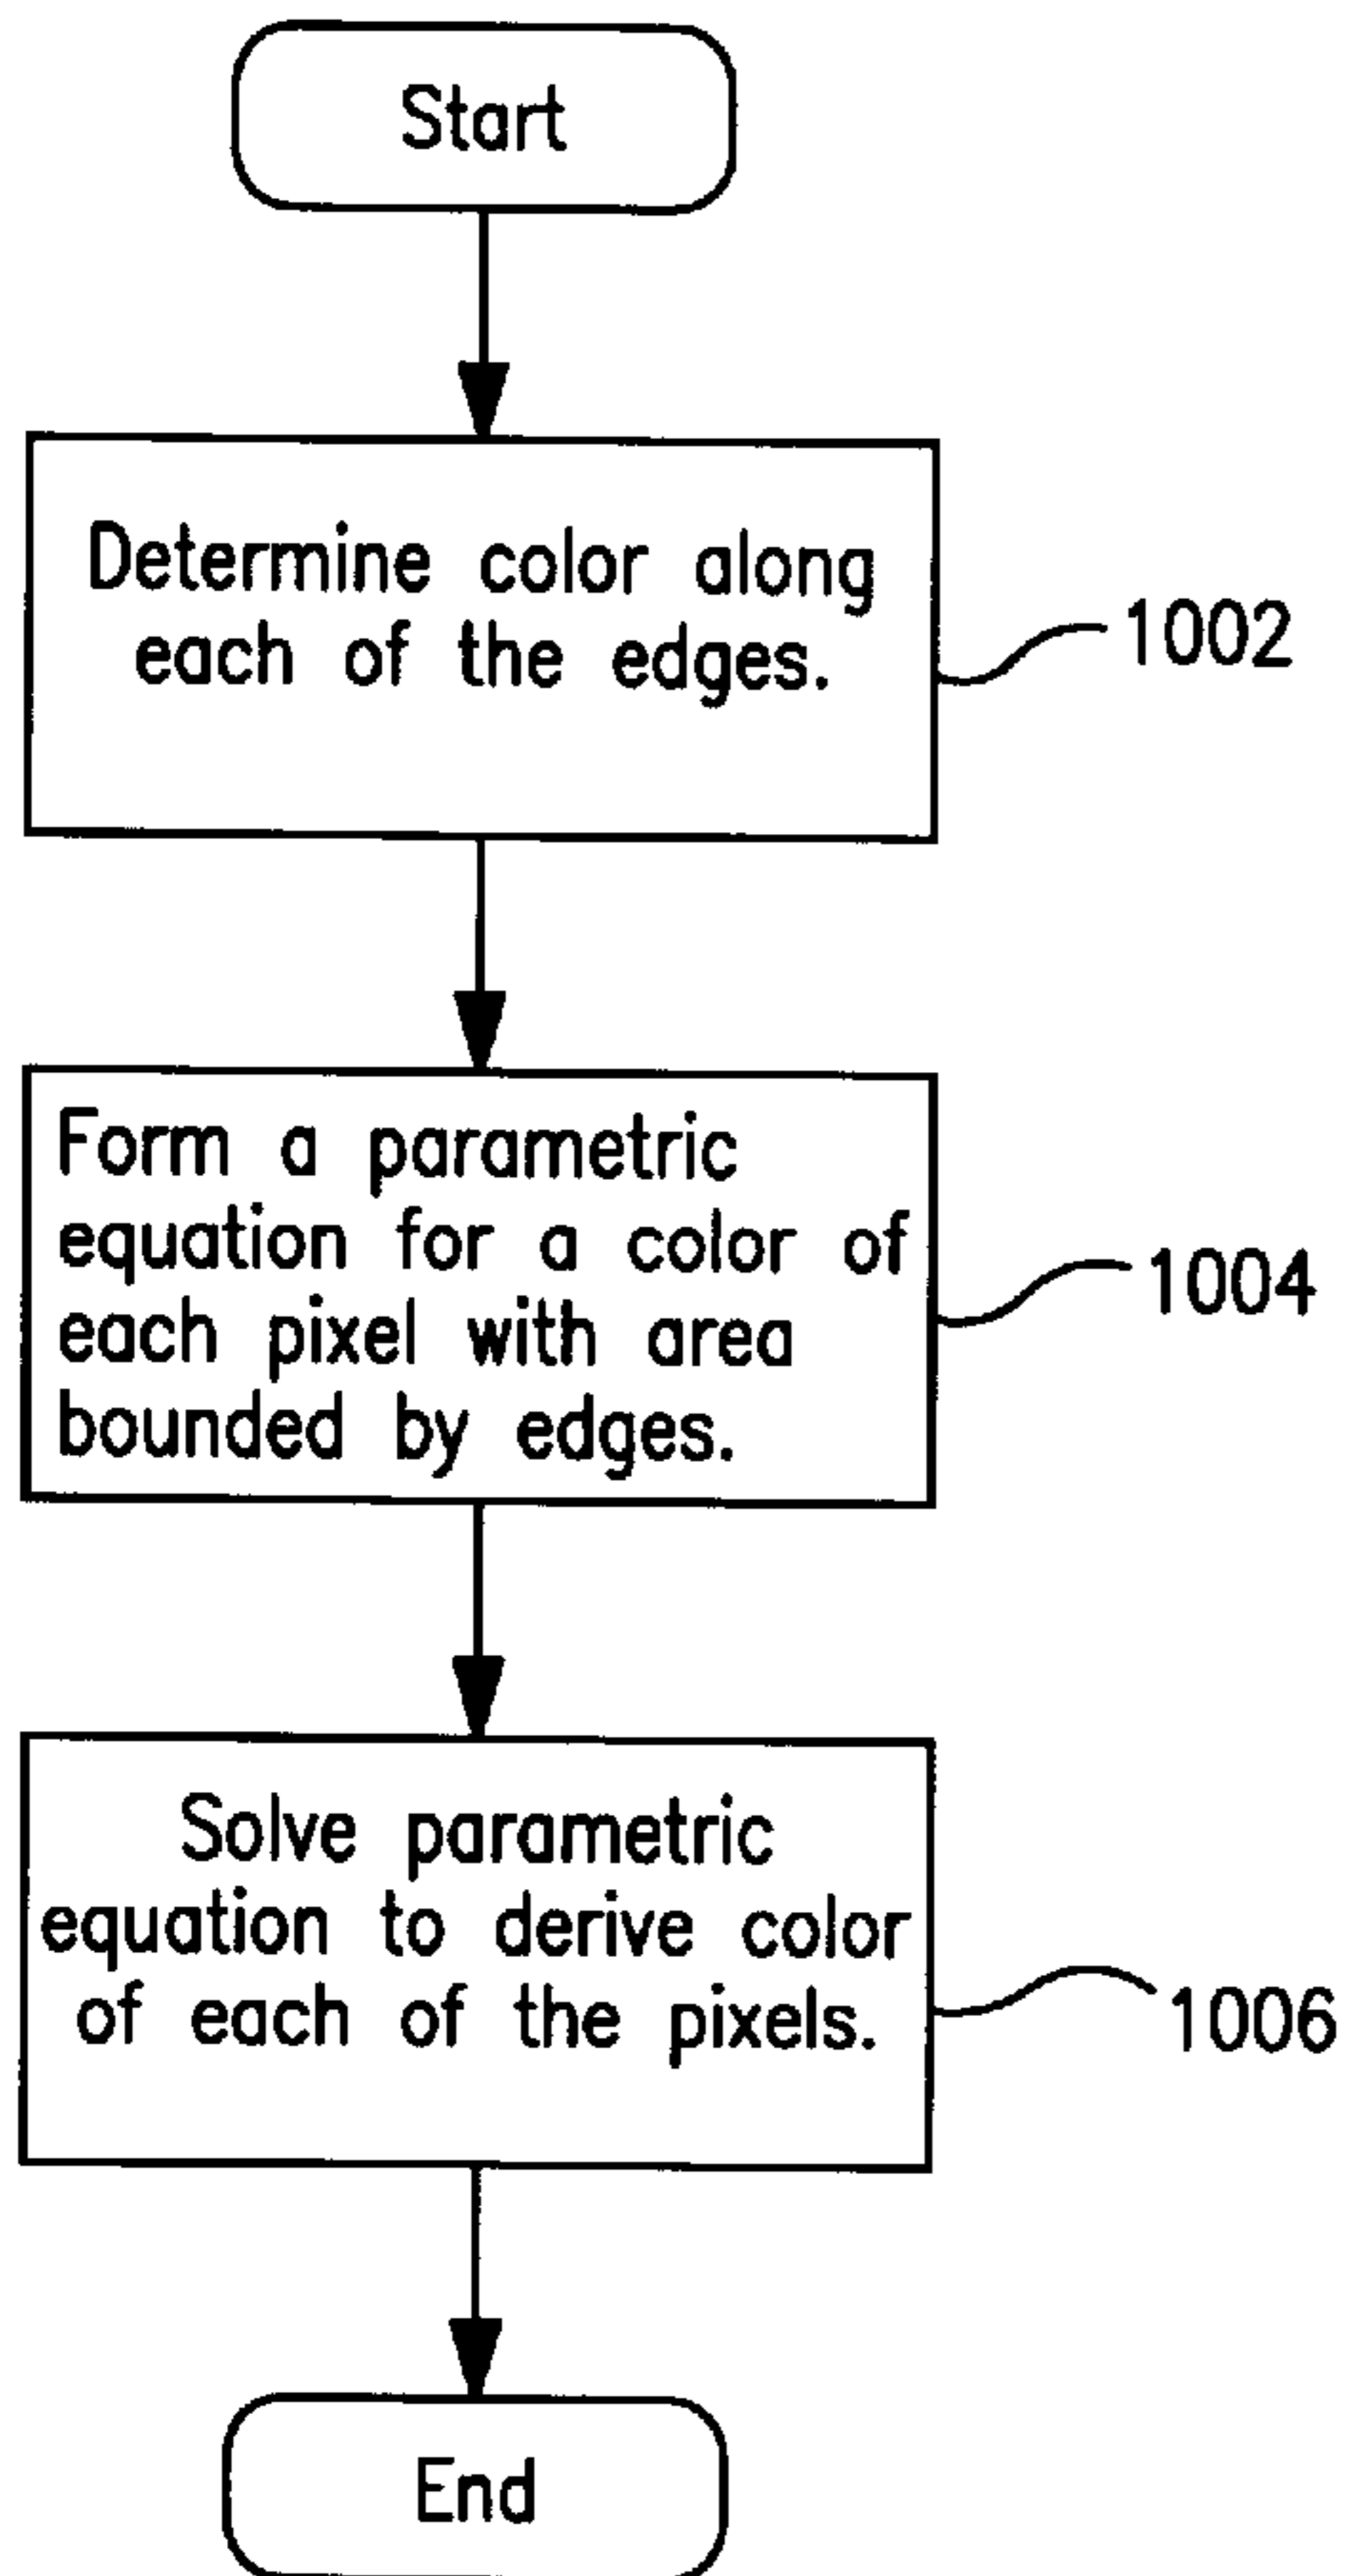 Start
Determine color along
each of the edges.
1002
Form a parametric
equation for a color of
each pixel with area
bounded by edges.
1004
Solve parametric
equation to derive color
of each of the pixels.
1006
End